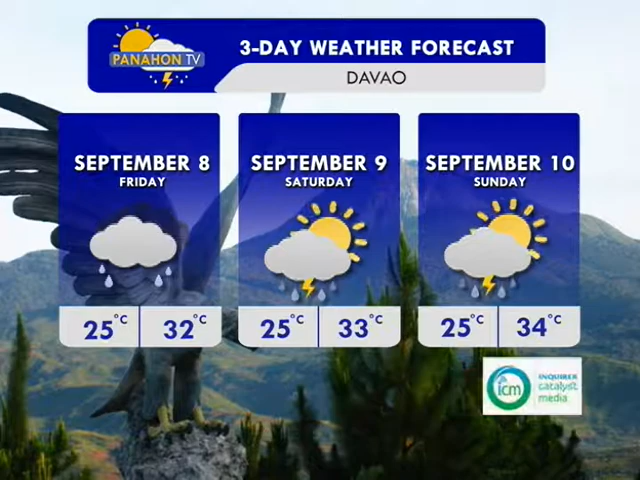 PANAHON TV
3-DAY WEATHER FORECAST
DAVAO
SEPTEMBER 8
FRIDAY
25°C 32°C
SEPTEMBER 9
SATURDAY
25°C 33°C
SEPTEMBER 10
SUNDAY
25°C 34°C
icm
INQUIRER
catalyst
media